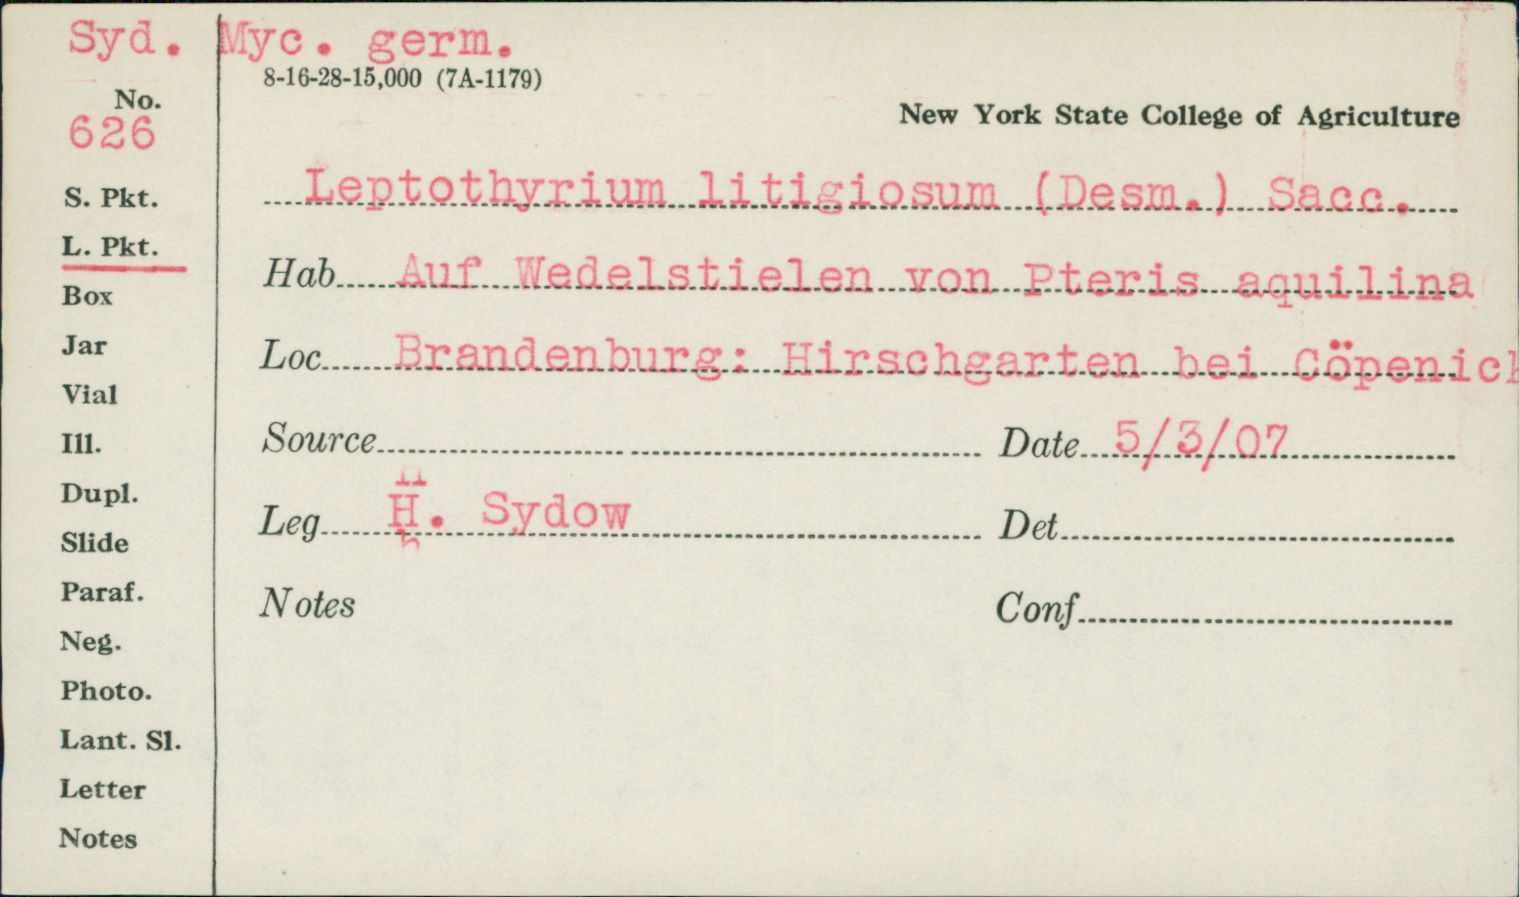 Syd. Myc. germ.
8-16-28-15,000 (7A-1179)
No.
626
New York State College of Agriculture
S. Pkt.
Leptothyrium litigiosum (Desm.) Sacc.
L. Pkt.
Hab. Auf Wedelstielen von Pteris aquilina
Box
Jar
Loc. Brandenburg: Hirschgarten bei Cöpenick
Vial
Ill.
Source
Date 5/3/07
Dupl.
Leg. H. Sydow
Det.
Slide
Paraf.
Notes
Conf.
Neg.
Photo.
Lant. Sl.
Letter
Notes